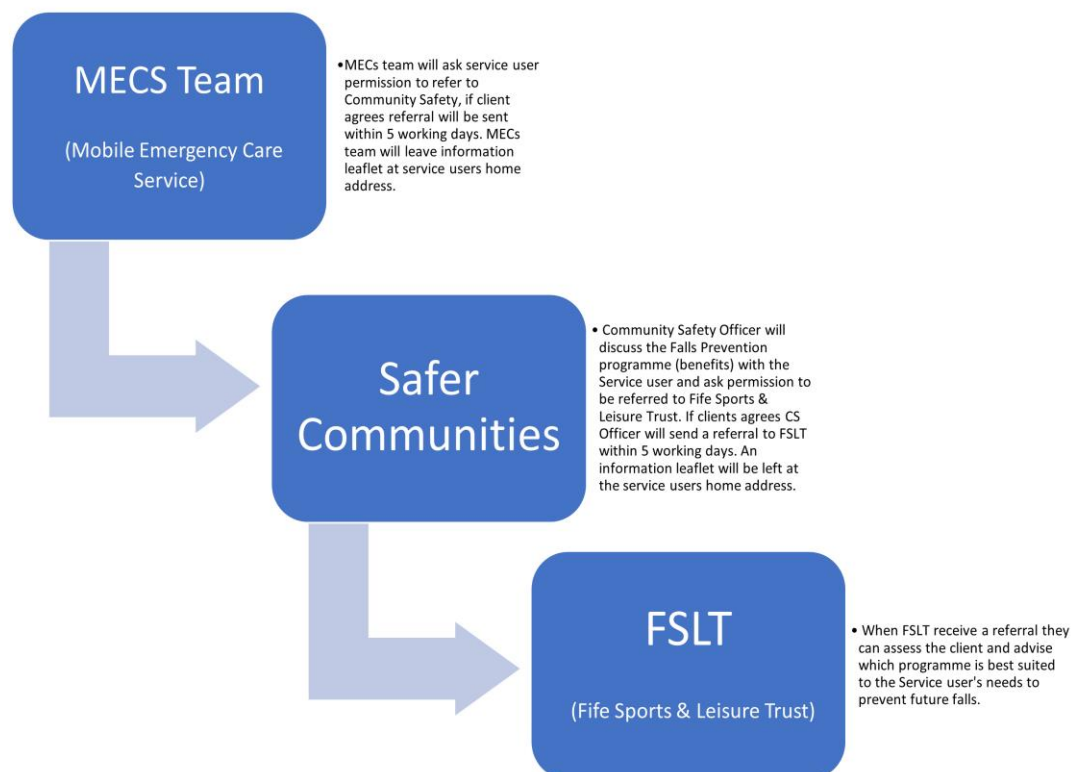 MECS Team
(Mobile Emergency Care
Service)
•MECs team will ask service user
permission to refer to
Community Safety, if client
agrees referral will be sent
within 5 working days. MECs
team will leave information
leaflet at service users home
address.
Safer
Communities
• Community Safety Officer will
discuss the Falls Prevention
programme (benefits) with the
Service user and ask permission to
be referred to Fife Sports &
Leisure Trust. If clients agrees CS
Officer will send a referral to FSLT
within 5 working days. An
information leaflet will be left at
the service users home address.
FSLT
(Fife Sports & Leisure Trust)
• When FSLT receive a referral they
can assess the client and advise
which programme is best suited
to the Service user's needs to
prevent future falls.